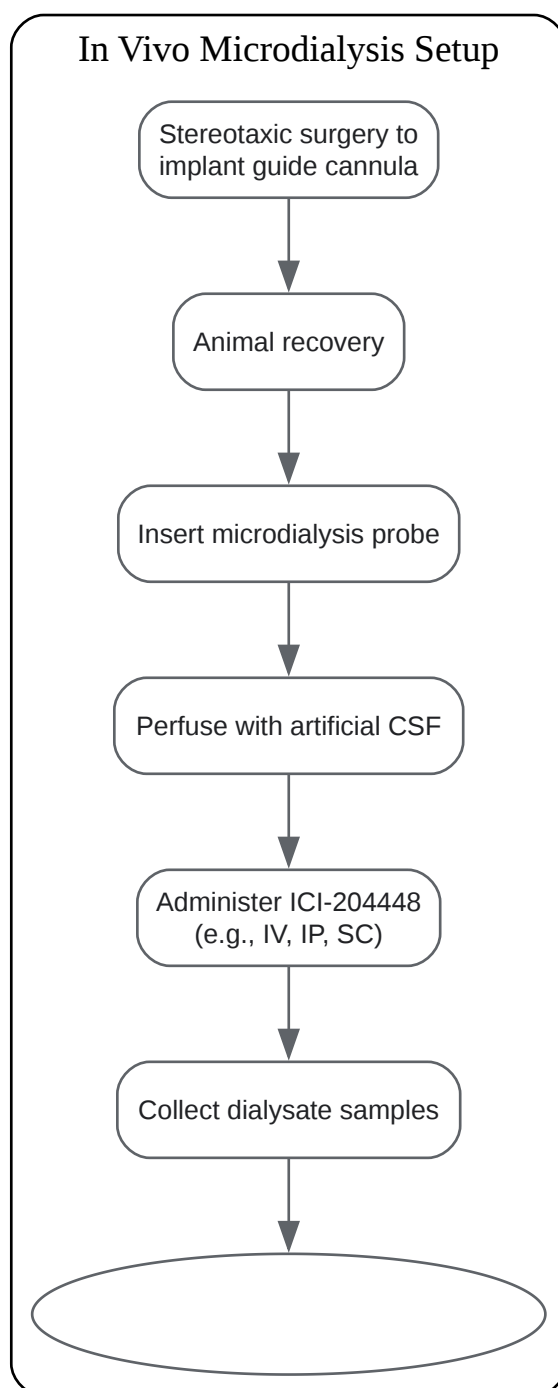 In Vivo Microdialysis Setup
Stereotaxic surgery to
implant guide cannula
Animal recovery
Insert microdialysis probe
Perfuse with artificial CSF
Administer ICI-204448
(e.g., IV, IP, SC)
Collect dialysate samples